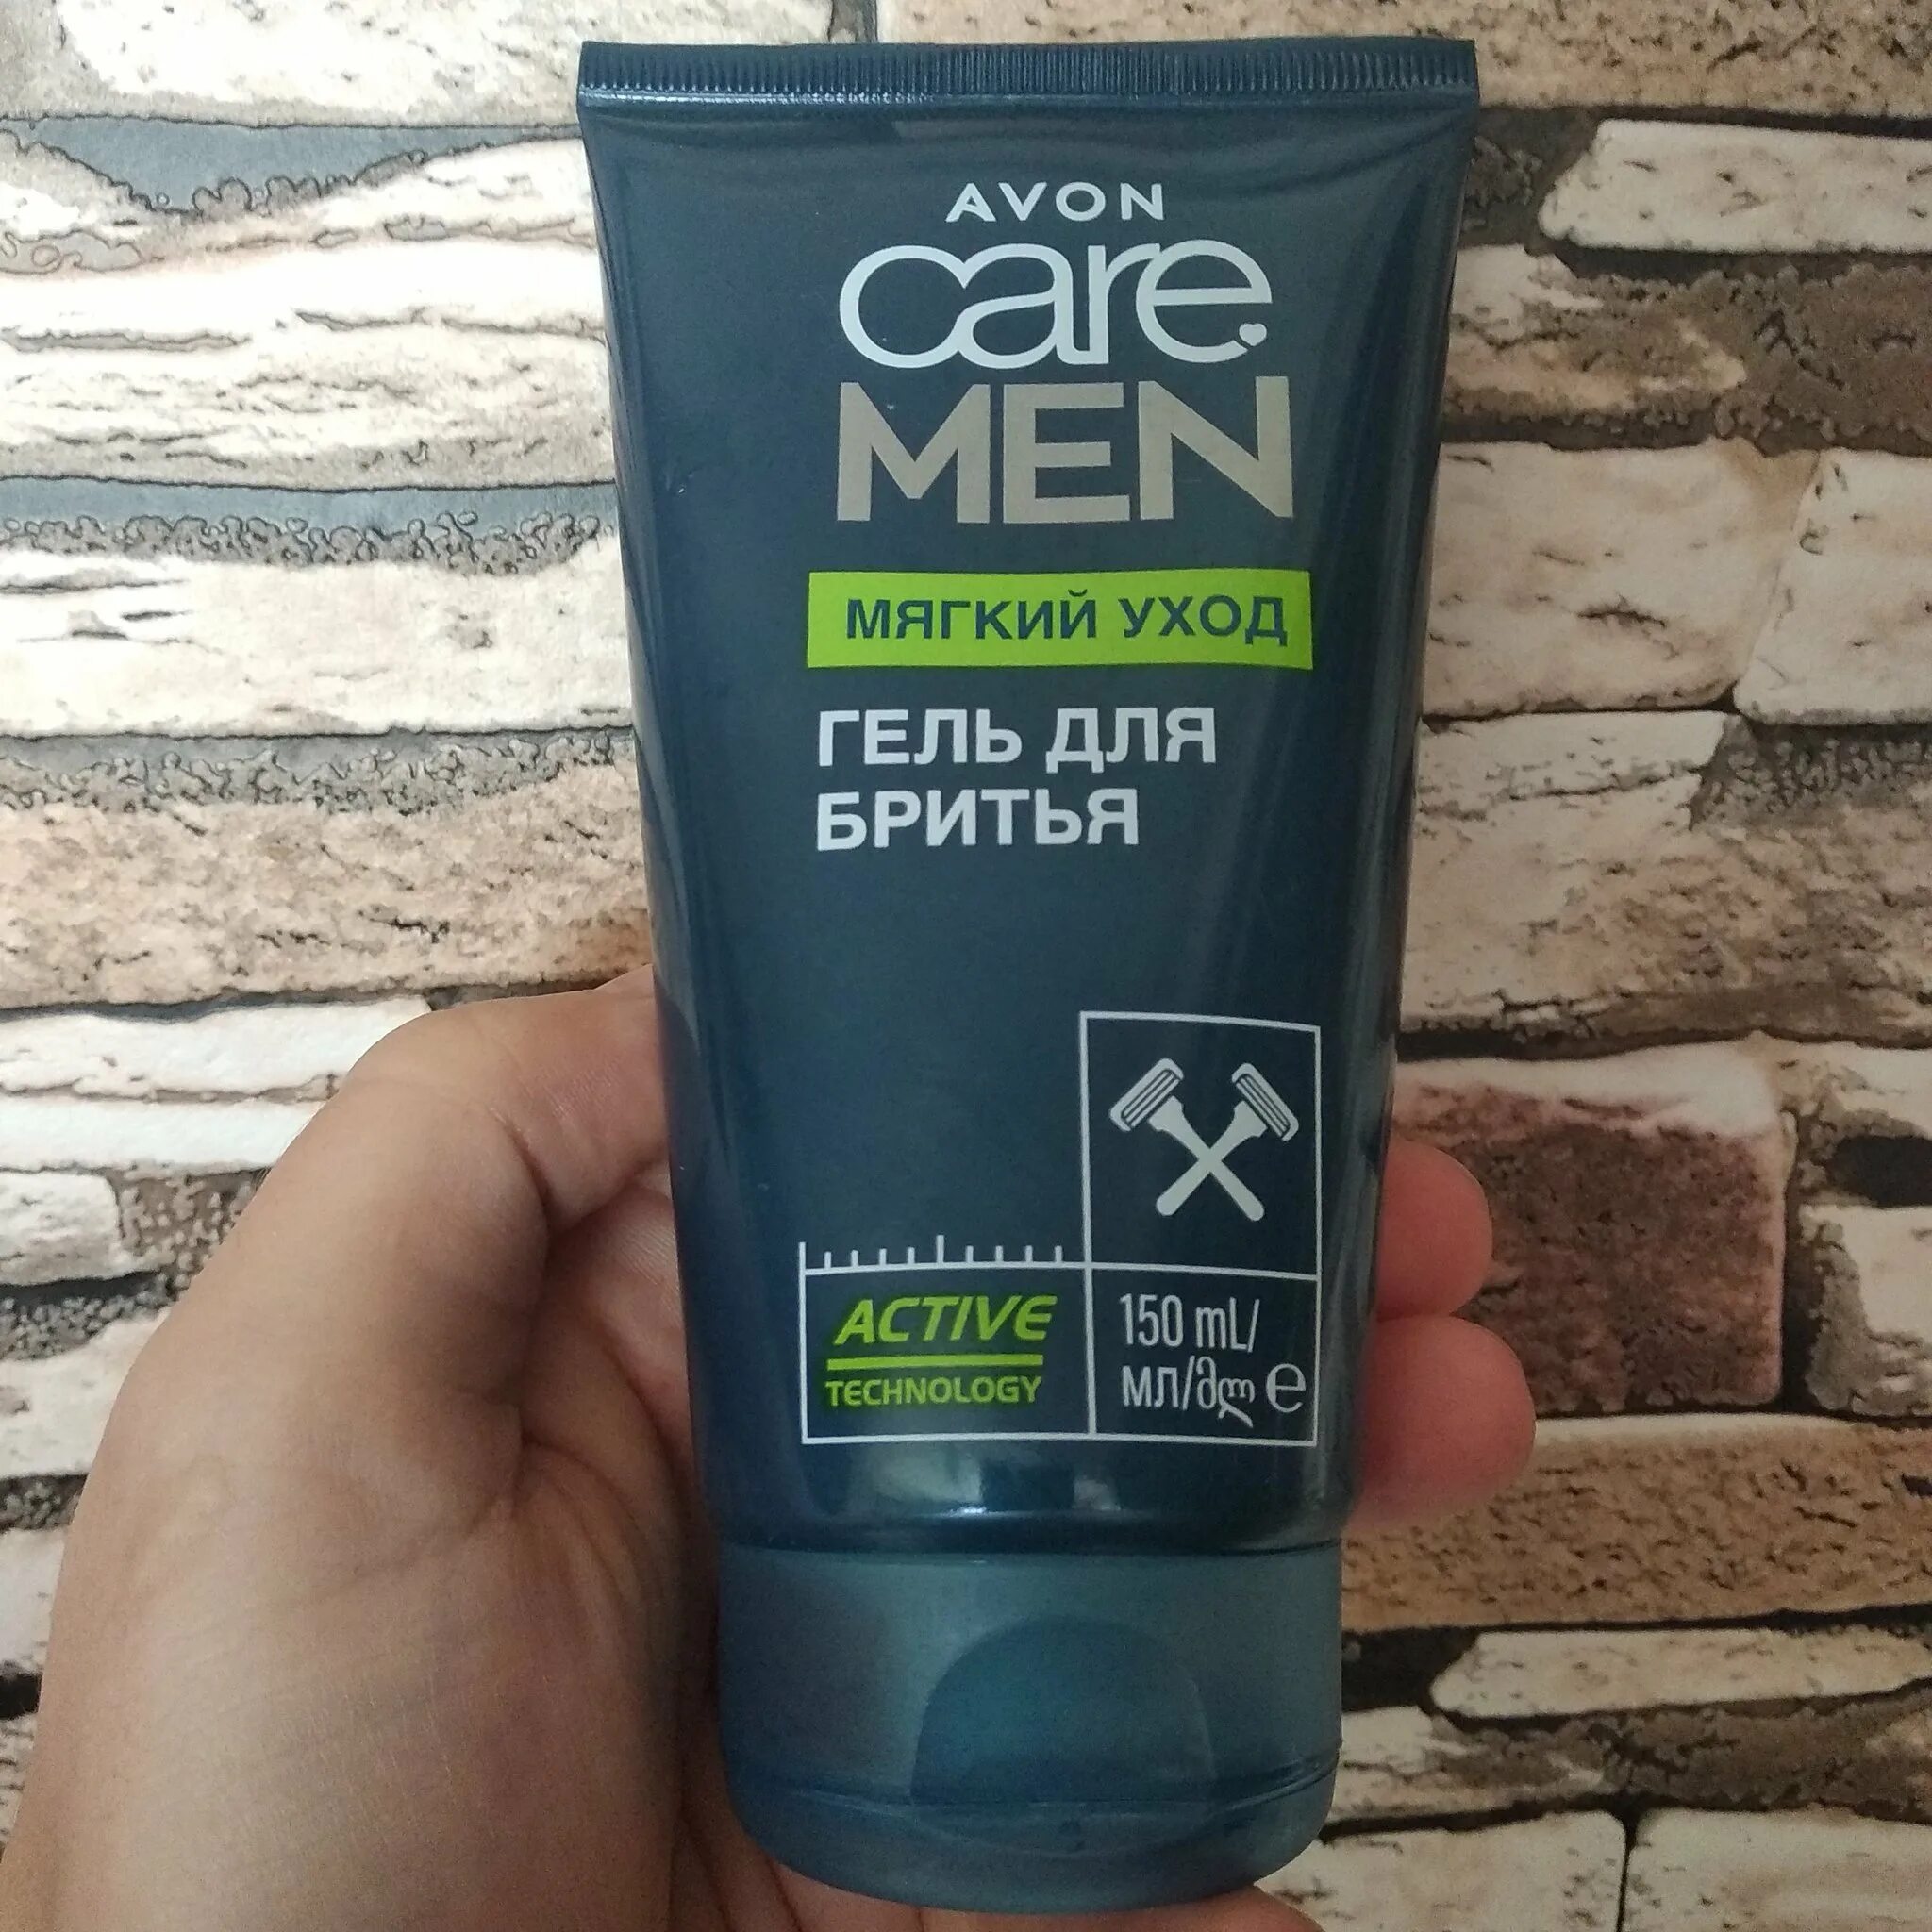 AVON
care
MEN
МЯГКИЙ УХОД
ГЕЛЬ ДЛЯ
БРИТЬЯ
ACTIVE
TECHNOLOGY
150 mL/
МЛ/მლ ℮